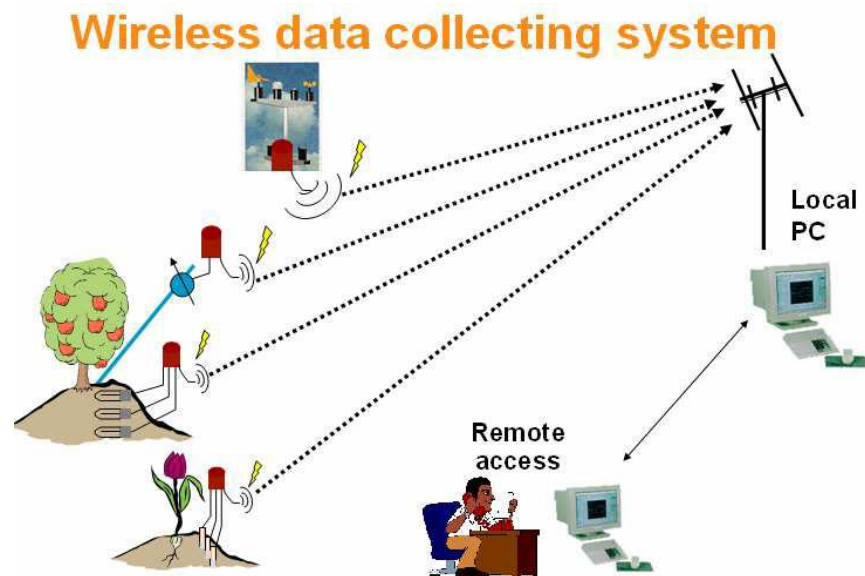 Wireless data collecting system
Local
PC
Remote
access